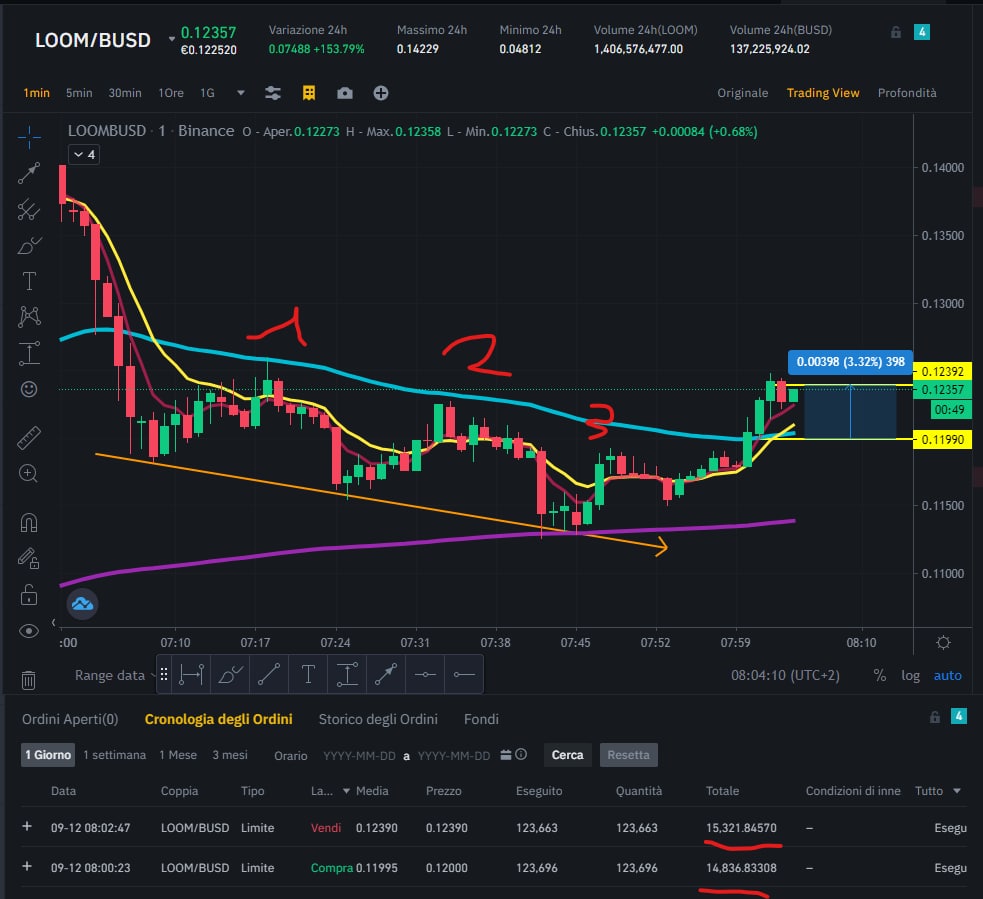 LOOM/BUSD 0.12357 €0.122520
Variazione 24h 0.07488 +153.79%
Massimo 24h 0.14229
Minimo 24h 0.04812
Volume 24h(LOOM) 1,406,576,477.00
Volume 24h(BUSD) 137,225,924.02
4
1min 5min 30min 1Ore 1G Originale Trading View Profondità
LOOMBUSD · 1 · Binance O - Aper.0.12273 H - Max.0.12358 L - Min.0.12273 C - Chius.0.12357 +0.00084 (+0.68%)
4
0.14000
0.13500
1
0.13000
2
0.00398 (3.32%) 398
0.12392
0.12357
00:49
3
0.11990
0.11500
0.11000
:00 07:10 07:17 07:24 07:31 07:38 07:45 07:52 07:59 08:10
Range data T 08:04:10 (UTC+2) % log auto
Ordini Aperti(0) Cronologia degli Ordini Storico degli Ordini Fondi 4
1 Giorno 1 settimana 1 Mese 3 mesi Orario YYYY-MM-DD a YYYY-MM-DD Cerca Resetta
Data Coppia Tipo La... Media Prezzo Eseguito Quantità Totale Condizioni di inne Tutto
+ 09-12 08:02:47 LOOM/BUSD Limite Vendi 0.12390 0.12390 123,663 123,663 15,321.84570 – Esegu
+ 09-12 08:00:23 LOOM/BUSD Limite Compra 0.11995 0.12000 123,696 123,696 14,836.83308 – Esegu